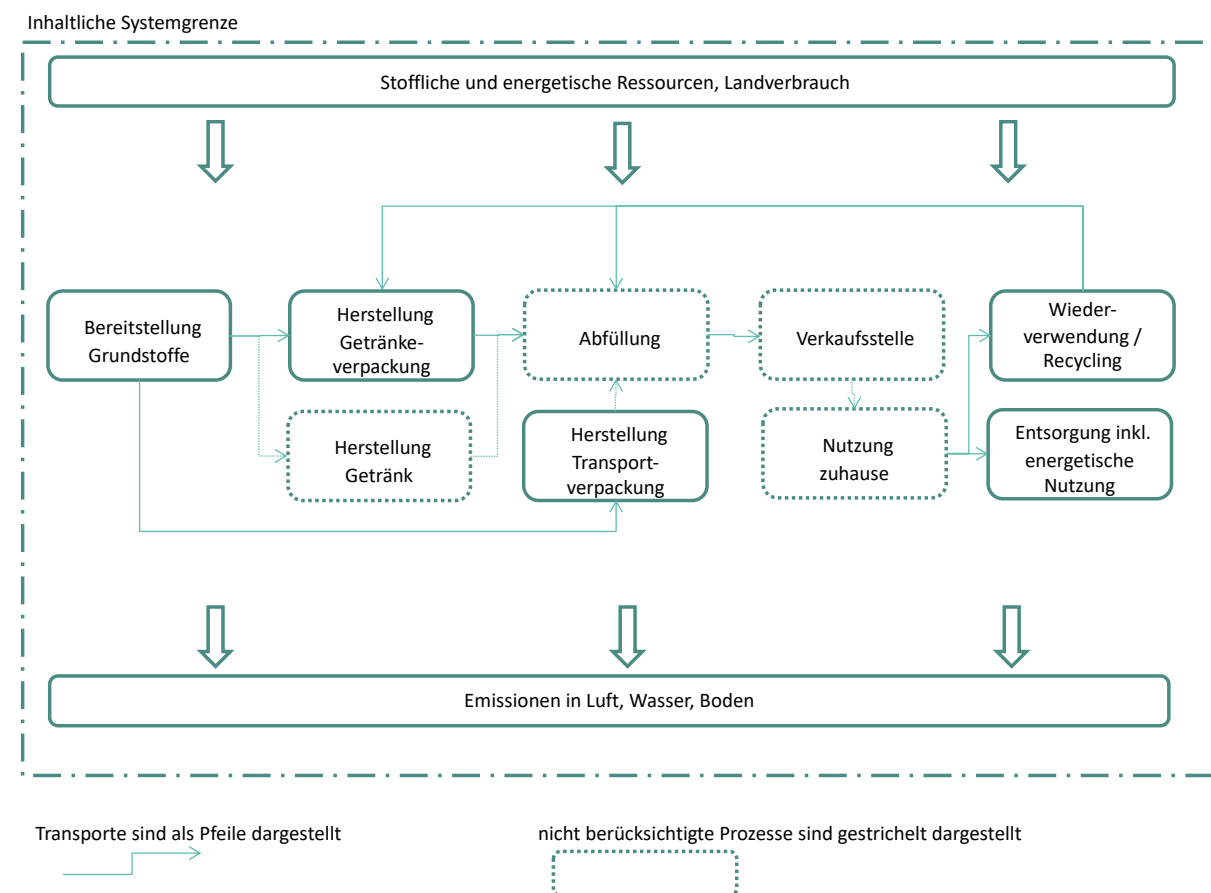 Inhaltliche Systemgrenze
Stoffliche und energetische Ressourcen, Landverbrauch
Bereitstellung
Grundstoffe
Herstellung
Getränke-
verpackung
Abfüllung
Verkaufsstelle
Wieder-
verwendung /
Recycling
Herstellung
Getränk
Herstellung
Transport-
verpackung
Nutzung
zuhause
Entsorgung inkl.
energetische
Nutzung
Emissionen in Luft, Wasser, Boden
Transporte sind als Pfeile dargestellt
nicht berücksichtigte Prozesse sind gestrichelt dargestellt